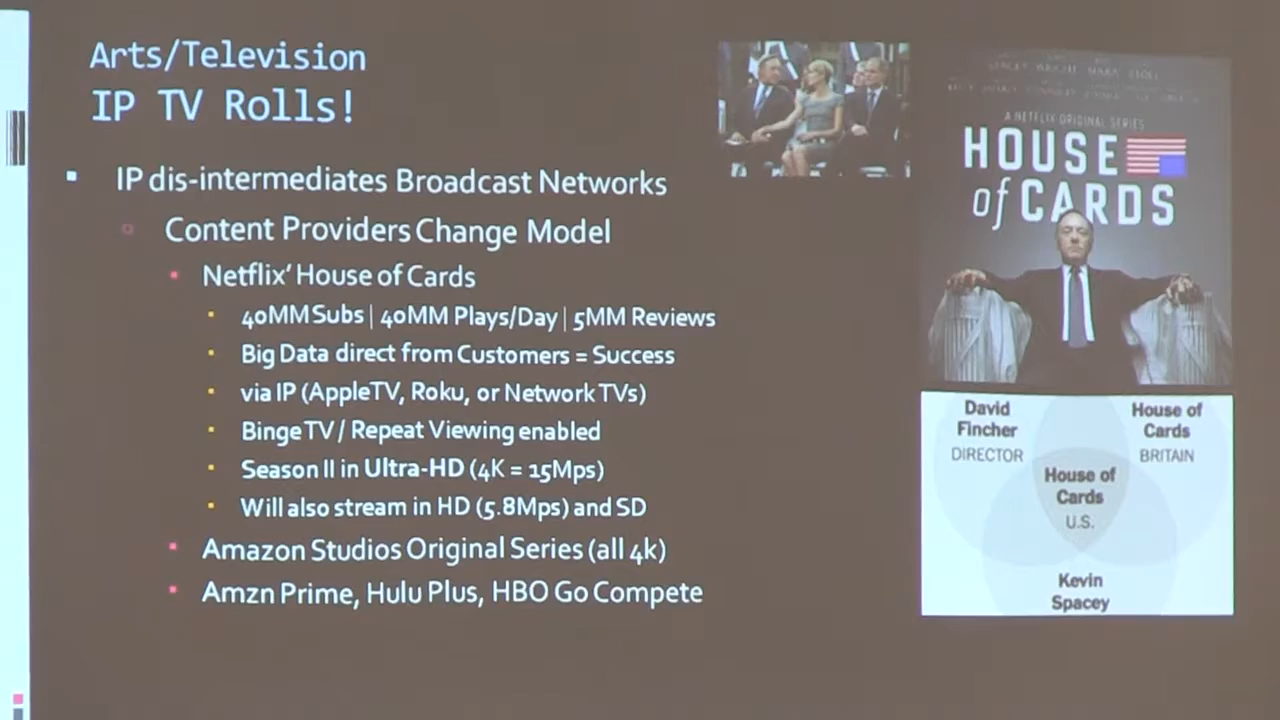 Arts/Television
IP TV Rolls!
IP dis-intermediates Broadcast Networks
Content Providers Change Model
Netflix' House of Cards
40MM Subs | 40MM Plays/Day | 5MM Reviews
Big Data direct from Customers = Success
via IP (AppleTV, Roku, or Network TVs)
Binge TV / Repeat Viewing enabled
Season II in Ultra-HD (4K = 15Mps)
Will also stream in HD (5.8Mps) and SD
Amazon Studios Original Series (all 4k)
Amzn Prime, Hulu Plus, HBO Go Compete
A NETFLIX ORIGINAL SERIES
HOUSE
of CARDS
David
Fincher
DIRECTOR
House of
Cards
BRITAIN
House of
Cards
U.S.
Kevin
Spacey